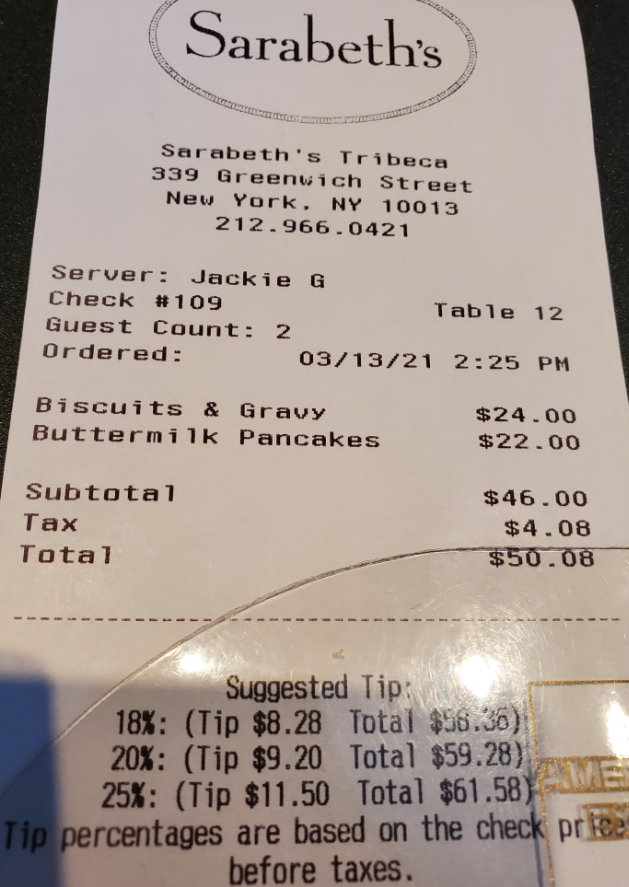 Sarabeth's
Sarabeth's Tribeca
339 Greenwich Street
New York, NY 10013
212.966.0421
Server: Jackie G
Check #109 Table 12
Guest Count: 2
Ordered: 03/13/21 2:25 PM
Biscuits & Gravy $24.00
Buttermilk Pancakes $22.00
Subtotal $46.00
Tax $4.08
Total $50.08
Suggested Tip:
18%: (Tip $8.28 Total $58.36)
20%: (Tip $9.20 Total $59.28)
25%: (Tip $11.50 Total $61.58)
Tip percentages are based on the check price
before taxes.